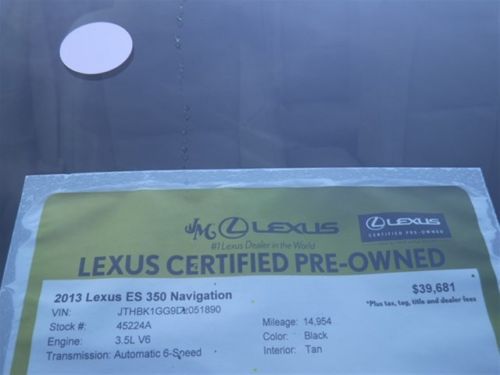 JM LEXUS LEXUS
#1 Lexus Dealer in the World CERTIFIED PRE-OWNED
LEXUS CERTIFIED PRE-OWNED
2013 Lexus ES 350 Navigation $39,681
*Plus tax, tag, title and dealer fees
VIN:
Stock #: 45224A Mileage: 14,954
Engine: 3.5L V6 Color: Black
Transmission: Automatic 6-Speed Interior: Tan